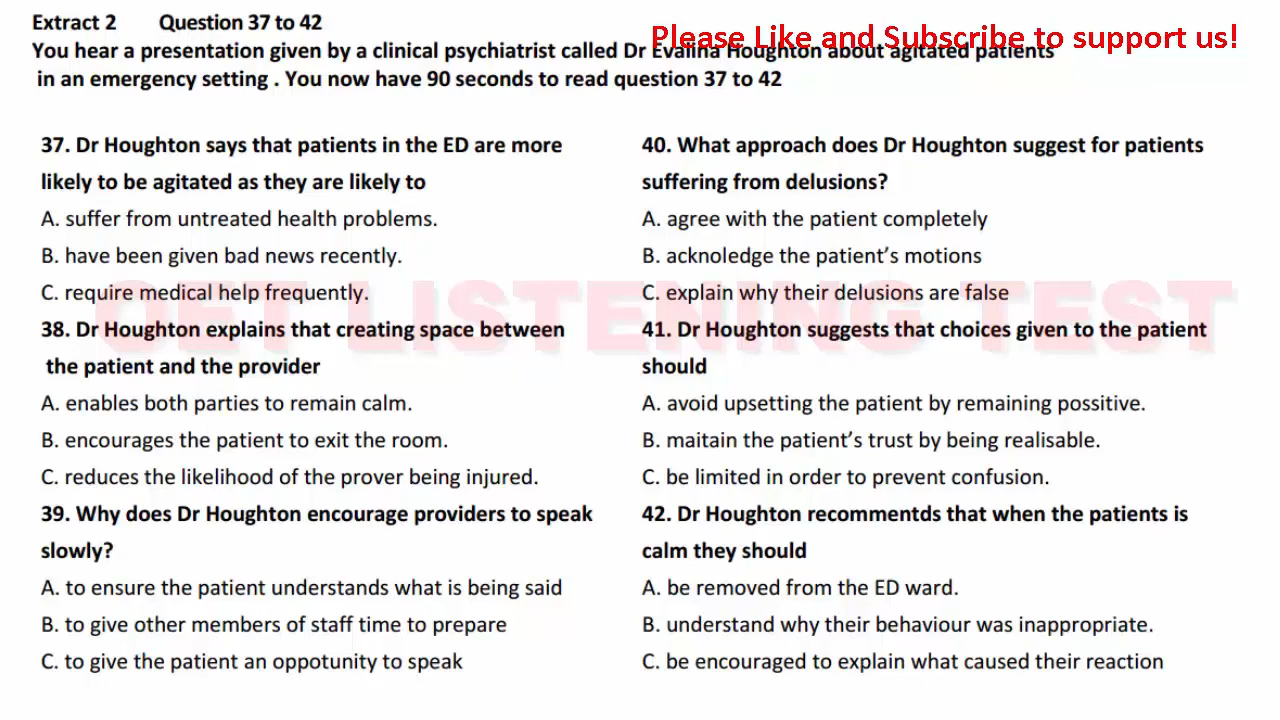 Extract 2 Question 37 to 42
Please Like and Subscribe to support us!
You hear a presentation given by a clinical psychiatrist called Dr Evalina Houghton about agitated patients
in an emergency setting . You now have 90 seconds to read question 37 to 42
OET LISTENING TEST
37. Dr Houghton says that patients in the ED are more
likely to be agitated as they are likely to
A. suffer from untreated health problems.
B. have been given bad news recently.
C. require medical help frequently.
38. Dr Houghton explains that creating space between
the patient and the provider
A. enables both parties to remain calm.
B. encourages the patient to exit the room.
C. reduces the likelihood of the prover being injured.
39. Why does Dr Houghton encourage providers to speak
slowly?
A. to ensure the patient understands what is being said
B. to give other members of staff time to prepare
C. to give the patient an oppotunity to speak
40. What approach does Dr Houghton suggest for patients
suffering from delusions?
A. agree with the patient completely
B. acknoledge the patient's motions
C. explain why their delusions are false
41. Dr Houghton suggests that choices given to the patient
should
A. avoid upsetting the patient by remaining possitive.
B. maitain the patient's trust by being realisable.
C. be limited in order to prevent confusion.
42. Dr Houghton recommentds that when the patients is
calm they should
A. be removed from the ED ward.
B. understand why their behaviour was inappropriate.
C. be encouraged to explain what caused their reaction